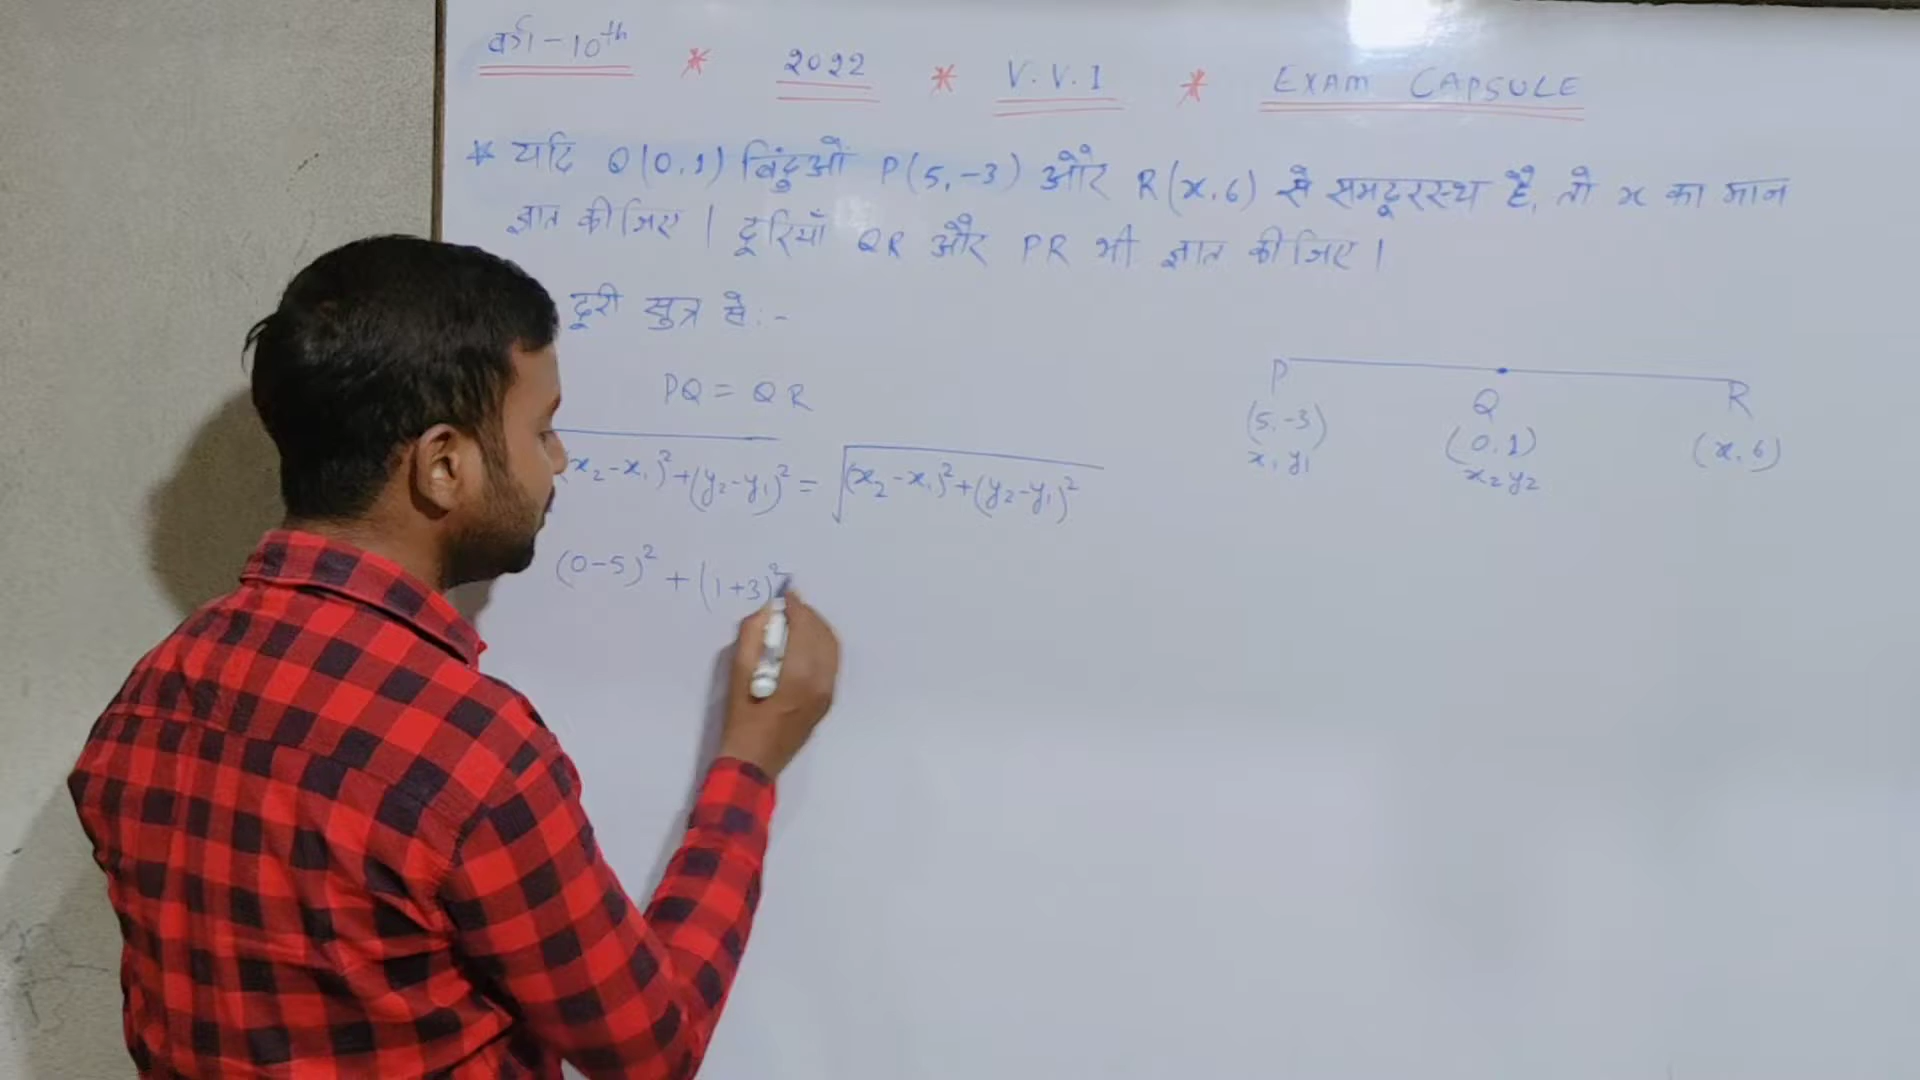 वर्ग-10th * 2022 * V.V.I * EXAM CAPSULE
* यदि Q(0,1) बिंदुओं P(5,-3) और R(x,6) से समदूरस्थ है, तो x का मान
ज्ञात कीजिए । दूरियाँ QR और PR भी ज्ञात कीजिए ।
दूरी सुत्र से:-
PQ = QR
(x₂-x₁)²+(y₂-y₁)² = √(x₂-x₁)²+(y₂-y₁)²
(0-5)² + (1+3)²
P Q R
(5,-3) (0,1) (x,6)
x₁ y₁ x₂ y₂